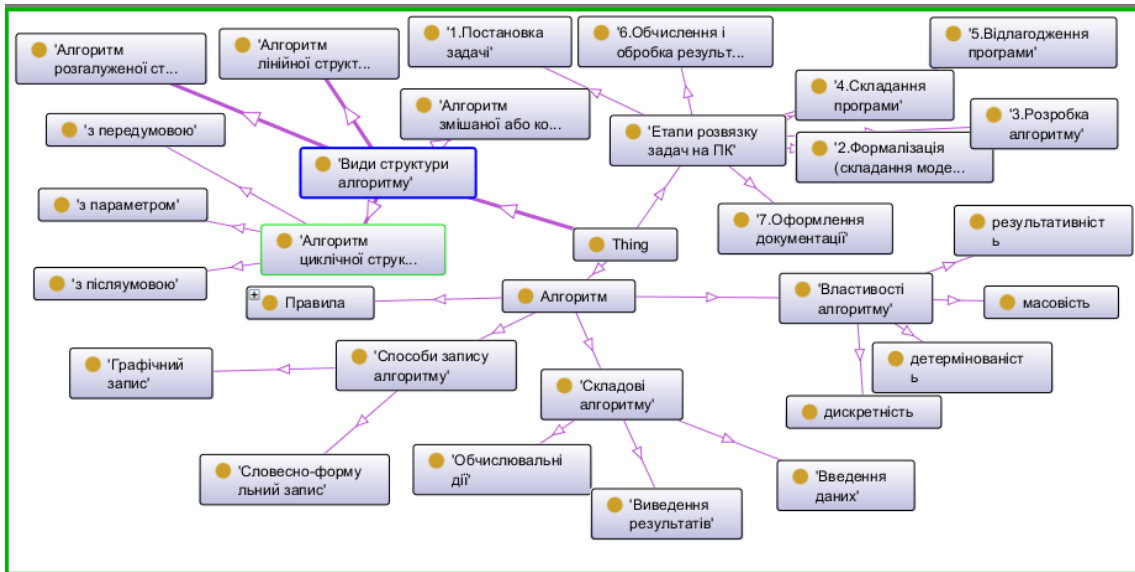 'Алгоритм
розгалуженої ст...
'Алгоритм
лінійної структ...
'1.Постановка
задачі'
'6.Обчислення і
обробка результ...
'5.Відлагодження
програми'
'4.Складання
програми'
'Алгоритм
змішаної або ко...
'3.Розробка
алгоритму'
'з передумовою'
'Етапи розвязку
задач на ПК'
'2.Формалізація
(складання моде...
'Види структури
алгоритму'
'з параметром'
'7.Оформлення
документації'
результативніст
ь
'Алгоритм
циклічної струк...
Thing
'з післяумовою'
Правила
Алгоритм
'Властивості
алгоритму'
масовість
'Графічний
запис'
'Способи запису
алгоритму'
детермінованіст
ь
'Складові
алгоритму'
дискретність
'Словесно-форму
льний запис'
'Обчислювальні
дії'
'Введення
даних'
'Виведення
результатів'